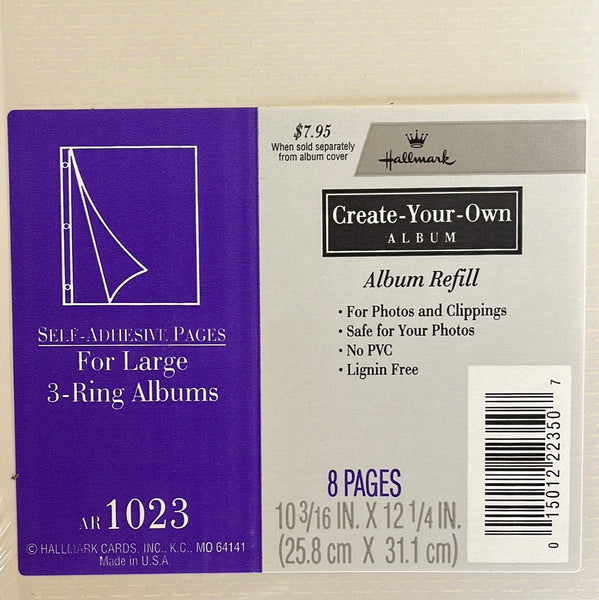 SELF-ADHESIVE PAGES
For Large
3-Ring Albums
AR 1023
© HALLMARK CARDS, INC., K.C., MO 64141
Made in U.S.A.
$7.95
When sold separately
from album cover
Hallmark
Create-Your-Own
ALBUM
Album Refill
• For Photos and Clippings
• Safe for Your Photos
• No PVC
• Lignin Free
8 PAGES
10 3/16 IN. X 12 1/4 IN.
(25.8 cm X 31.1 cm)
0 15012 22350 7